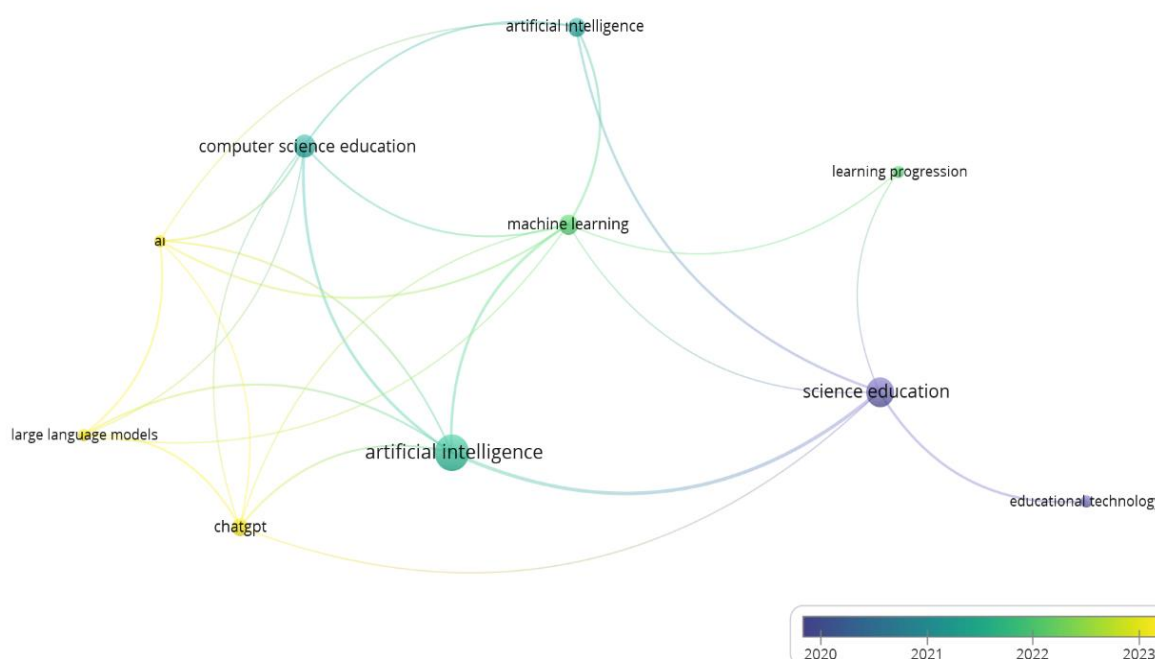 artificial intelligence
computer science education
learning progression
machine learning
ai
science education
large language models
artificial intelligence
educational technology
chatgpt
2020 2021 2022 2023